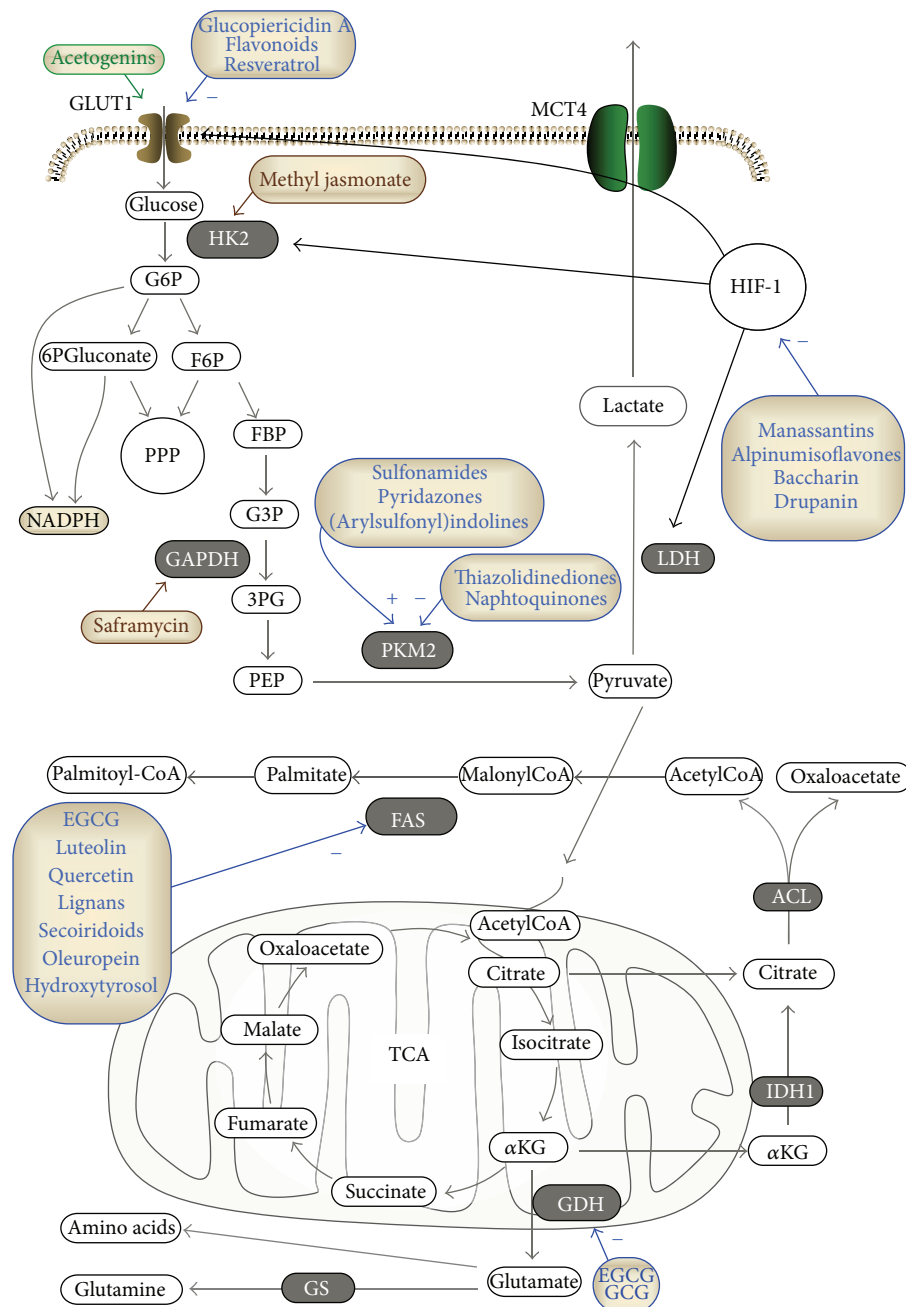 Glucopiericidin A
Flavonoids
Resveratrol
Acetogenins
−
GLUT1
MCT4
Methyl jasmonate
Glucose
HK2
G6P
HIF-1
6PGluconate
F6P
−
Lactate
FBP
PPP
Manassantins
Alpinumisoflavones
Baccharin
Drupanin
Sulfonamides
Pyridazones
(Arylsulfonyl)indolines
G3P
NADPH
GAPDH
LDH
Thiazolidinediones
Naphtoquinones
+
−
3PG
Saframycin
PKM2
PEP
Pyruvate
Palmitoyl-CoA
Palmitate
MalonylCoA
AcetylCoA
Oxaloacetate
EGCG
Luteolin
Quercetin
Lignans
Secoiridoids
Oleuropein
Hydroxytyrosol
FAS
−
ACL
AcetylCoA
Oxaloacetate
Citrate
Citrate
Malate
Isocitrate
TCA
IDH1
Fumarate
αKG
αKG
Succinate
GDH
Amino acids
−
EGCG
GCG
Glutamate
GS
Glutamine